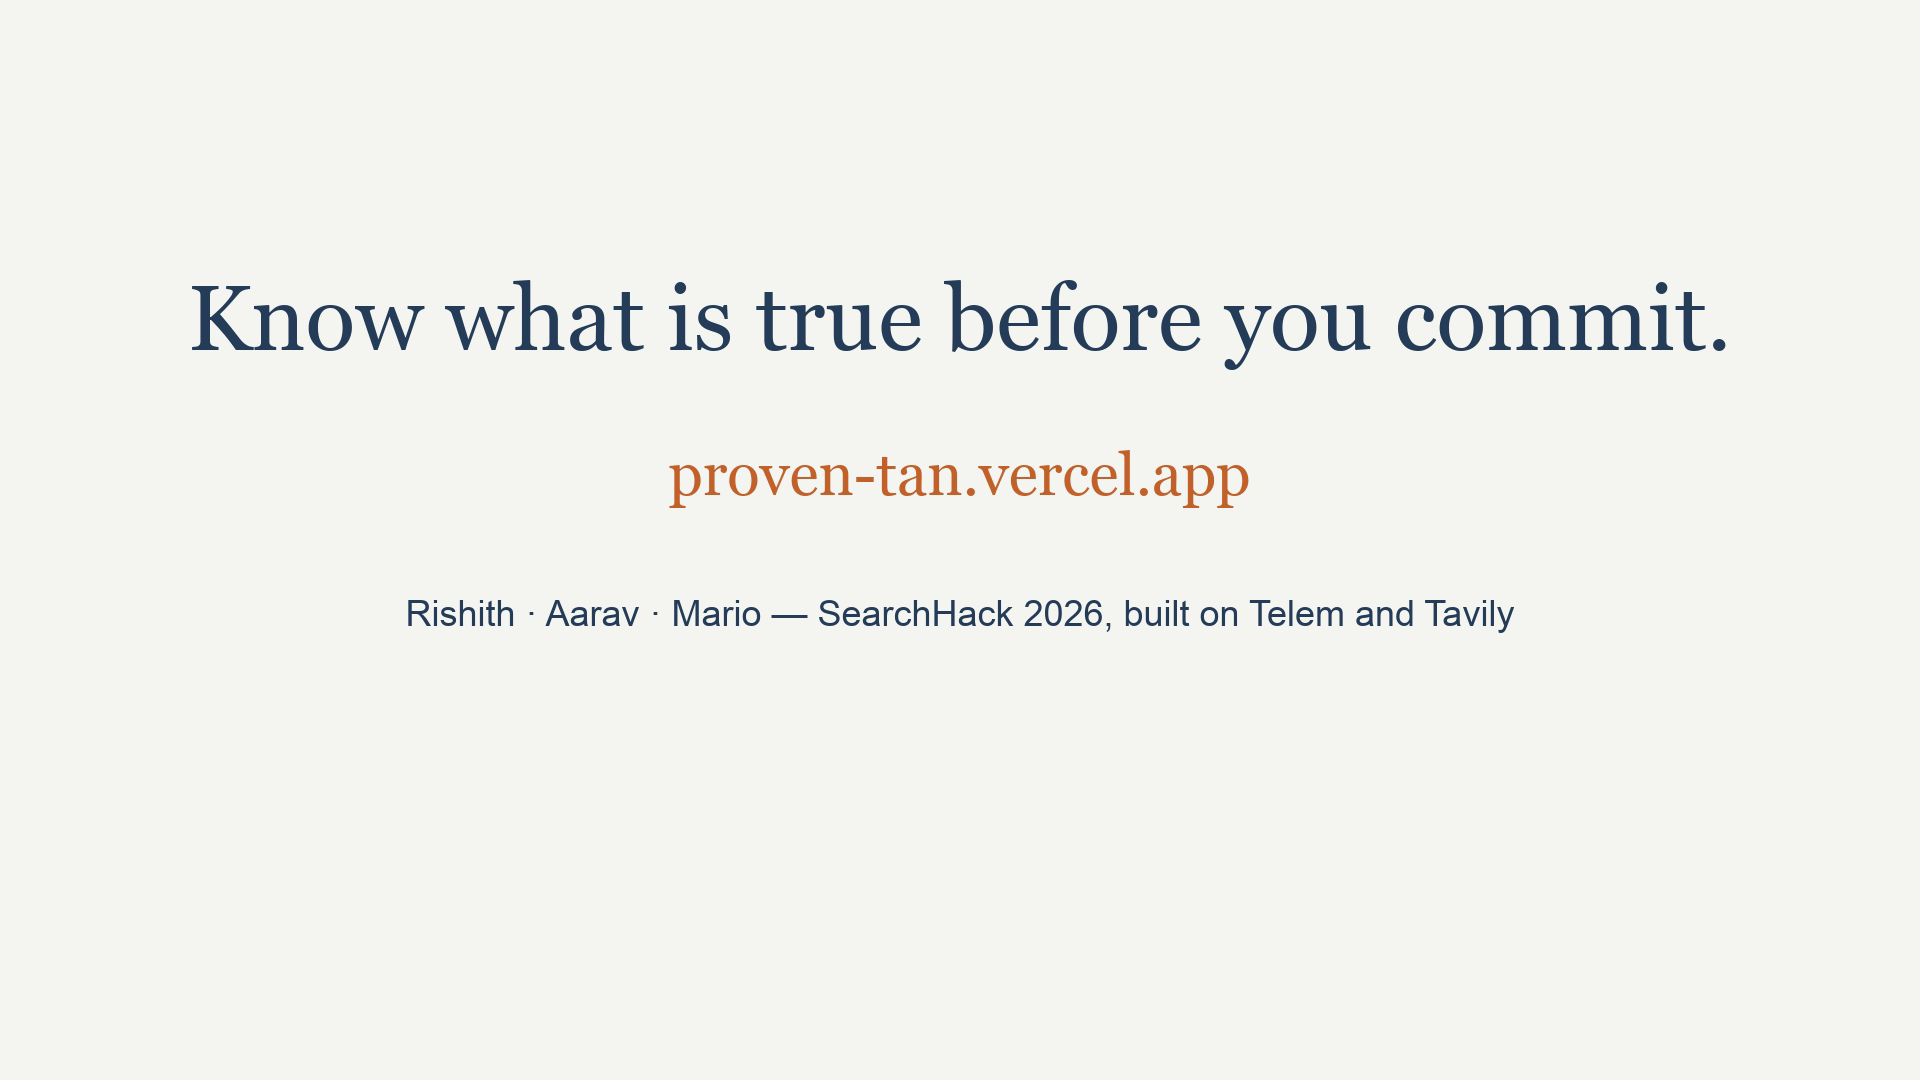 Know what is true before you commit.
proven-tan.vercel.app
Rishith · Aarav · Mario — SearchHack 2026, built on Telem and Tavily